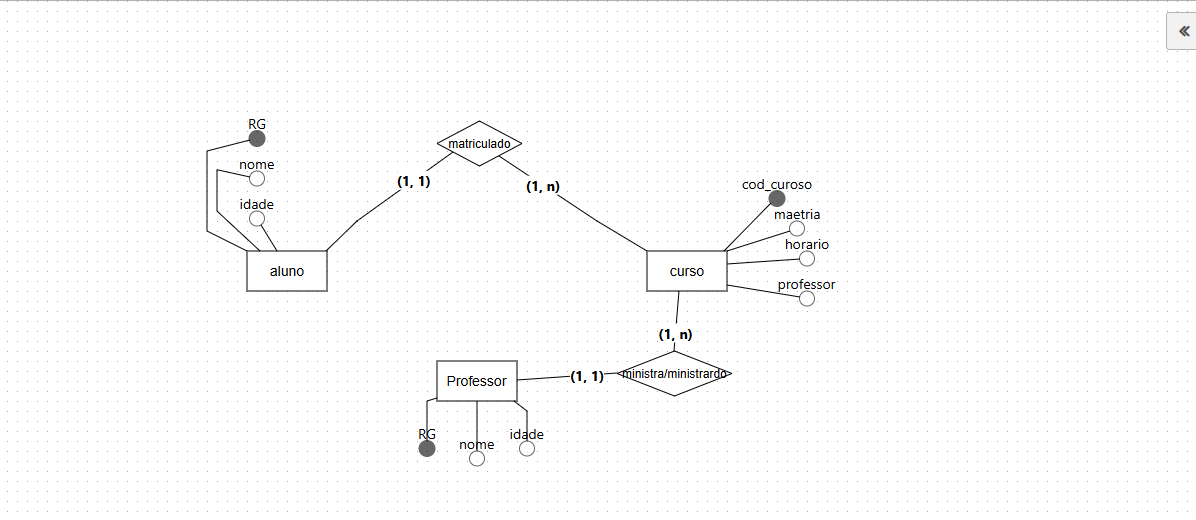 RG
nome
idade
aluno
(1, 1)
matriculado
(1, n)
cod_curoso
maetria
horario
professor
curso
(1, n)
ministra/ministrardo
(1, 1)
Professor
RG
nome
idade